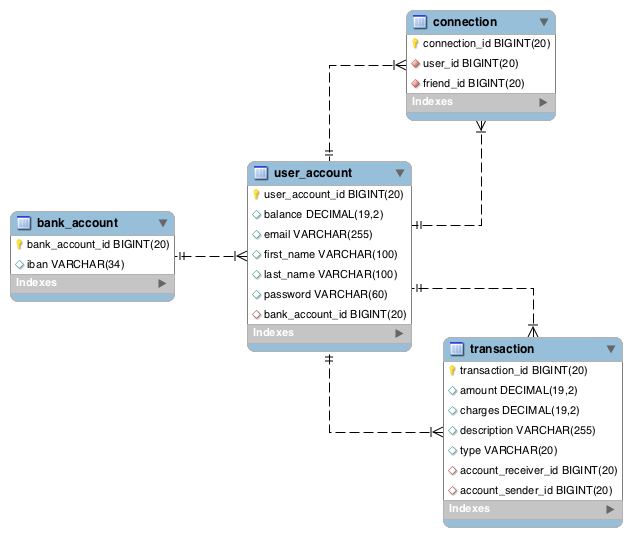 connection
connection_id BIGINT(20)
user_id BIGINT(20)
friend_id BIGINT(20)
Indexes
user_account
user_account_id BIGINT(20)
balance DECIMAL(19,2)
email VARCHAR(255)
first_name VARCHAR(100)
last_name VARCHAR(100)
password VARCHAR(60)
bank_account_id BIGINT(20)
Indexes
bank_account
bank_account_id BIGINT(20)
iban VARCHAR(34)
Indexes
transaction
transaction_id BIGINT(20)
amount DECIMAL(19,2)
charges DECIMAL(19,2)
description VARCHAR(255)
type VARCHAR(20)
account_receiver_id BIGINT(20)
account_sender_id BIGINT(20)
Indexes